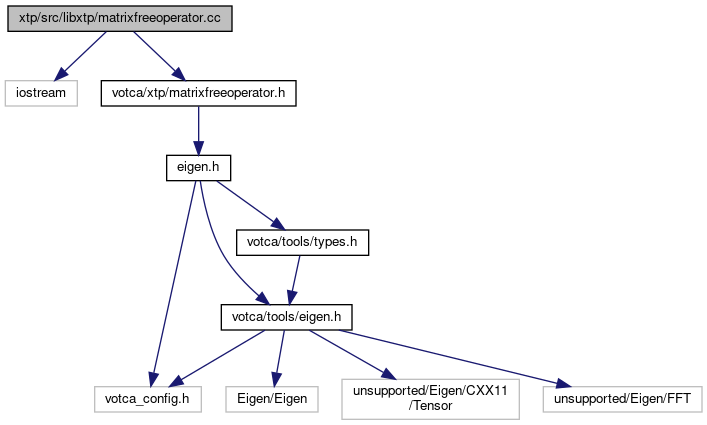 xtp/src/libxtp/matrixfreeoperator.cc
iostream
votca/xtp/matrixfreeoperator.h
eigen.h
votca/tools/types.h
votca/tools/eigen.h
votca_config.h
Eigen/Eigen
unsupported/Eigen/CXX11
/Tensor
unsupported/Eigen/FFT